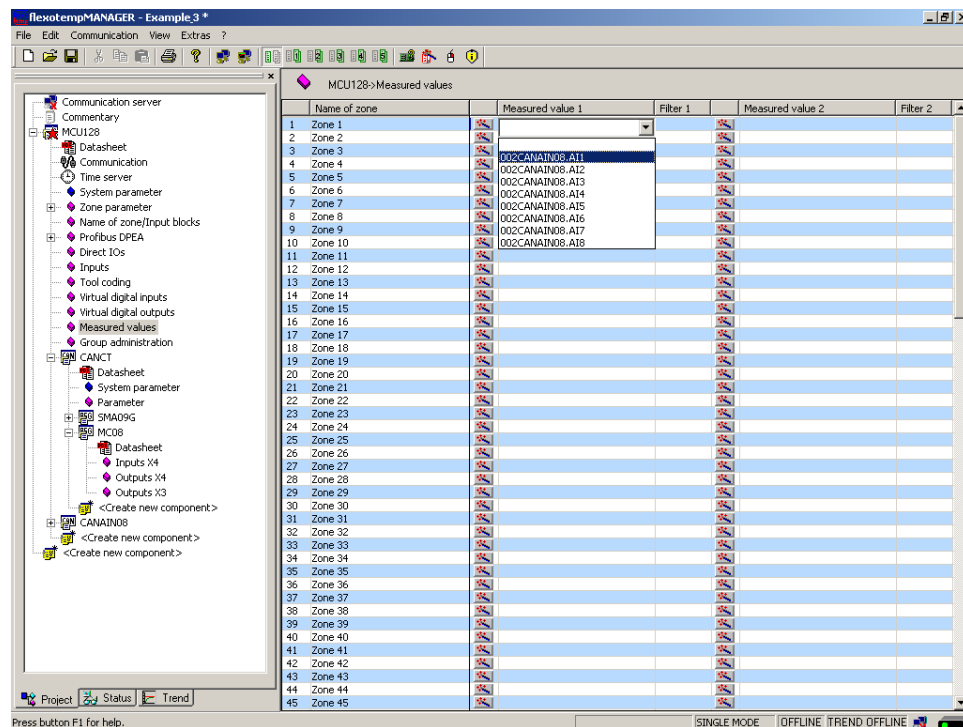 flexotempMANAGER - Example_3 *
File Edit Communication View Extras ?
MCU128->Measured values
Communication server
Commentary
MCU128
Datasheet
Communication
Time server
System parameter
Zone parameter
Name of zone/Input blocks
Profibus DPEA
Direct IOs
Inputs
Tool coding
Virtual digital inputs
Virtual digital outputs
Measured values
Group administration
CANCT
Datasheet
System parameter
Parameter
SMA09G
MC08
Datasheet
Inputs X4
Outputs X4
Outputs X3
<Create new component>
CANAIN08
<Create new component>
<Create new component>
Project Status Trend
Name of zone Measured value 1 Filter 1 Measured value 2 Filter 2
1 Zone 1
2 Zone 2
3 Zone 3
4 Zone 4
5 Zone 5
6 Zone 6
7 Zone 7
8 Zone 8
9 Zone 9
10 Zone 10
002CANAIN08.AI1
002CANAIN08.AI2
002CANAIN08.AI3
002CANAIN08.AI4
002CANAIN08.AI5
002CANAIN08.AI6
002CANAIN08.AI7
002CANAIN08.AI8
11 Zone 11
12 Zone 12
13 Zone 13
14 Zone 14
15 Zone 15
16 Zone 16
17 Zone 17
18 Zone 18
19 Zone 19
20 Zone 20
21 Zone 21
22 Zone 22
23 Zone 23
24 Zone 24
25 Zone 25
26 Zone 26
27 Zone 27
28 Zone 28
29 Zone 29
30 Zone 30
31 Zone 31
32 Zone 32
33 Zone 33
34 Zone 34
35 Zone 35
36 Zone 36
37 Zone 37
38 Zone 38
39 Zone 39
40 Zone 40
41 Zone 41
42 Zone 42
43 Zone 43
44 Zone 44
45 Zone 45
Press button F1 for help.
SINGLE MODE OFFLINE TREND OFFLINE